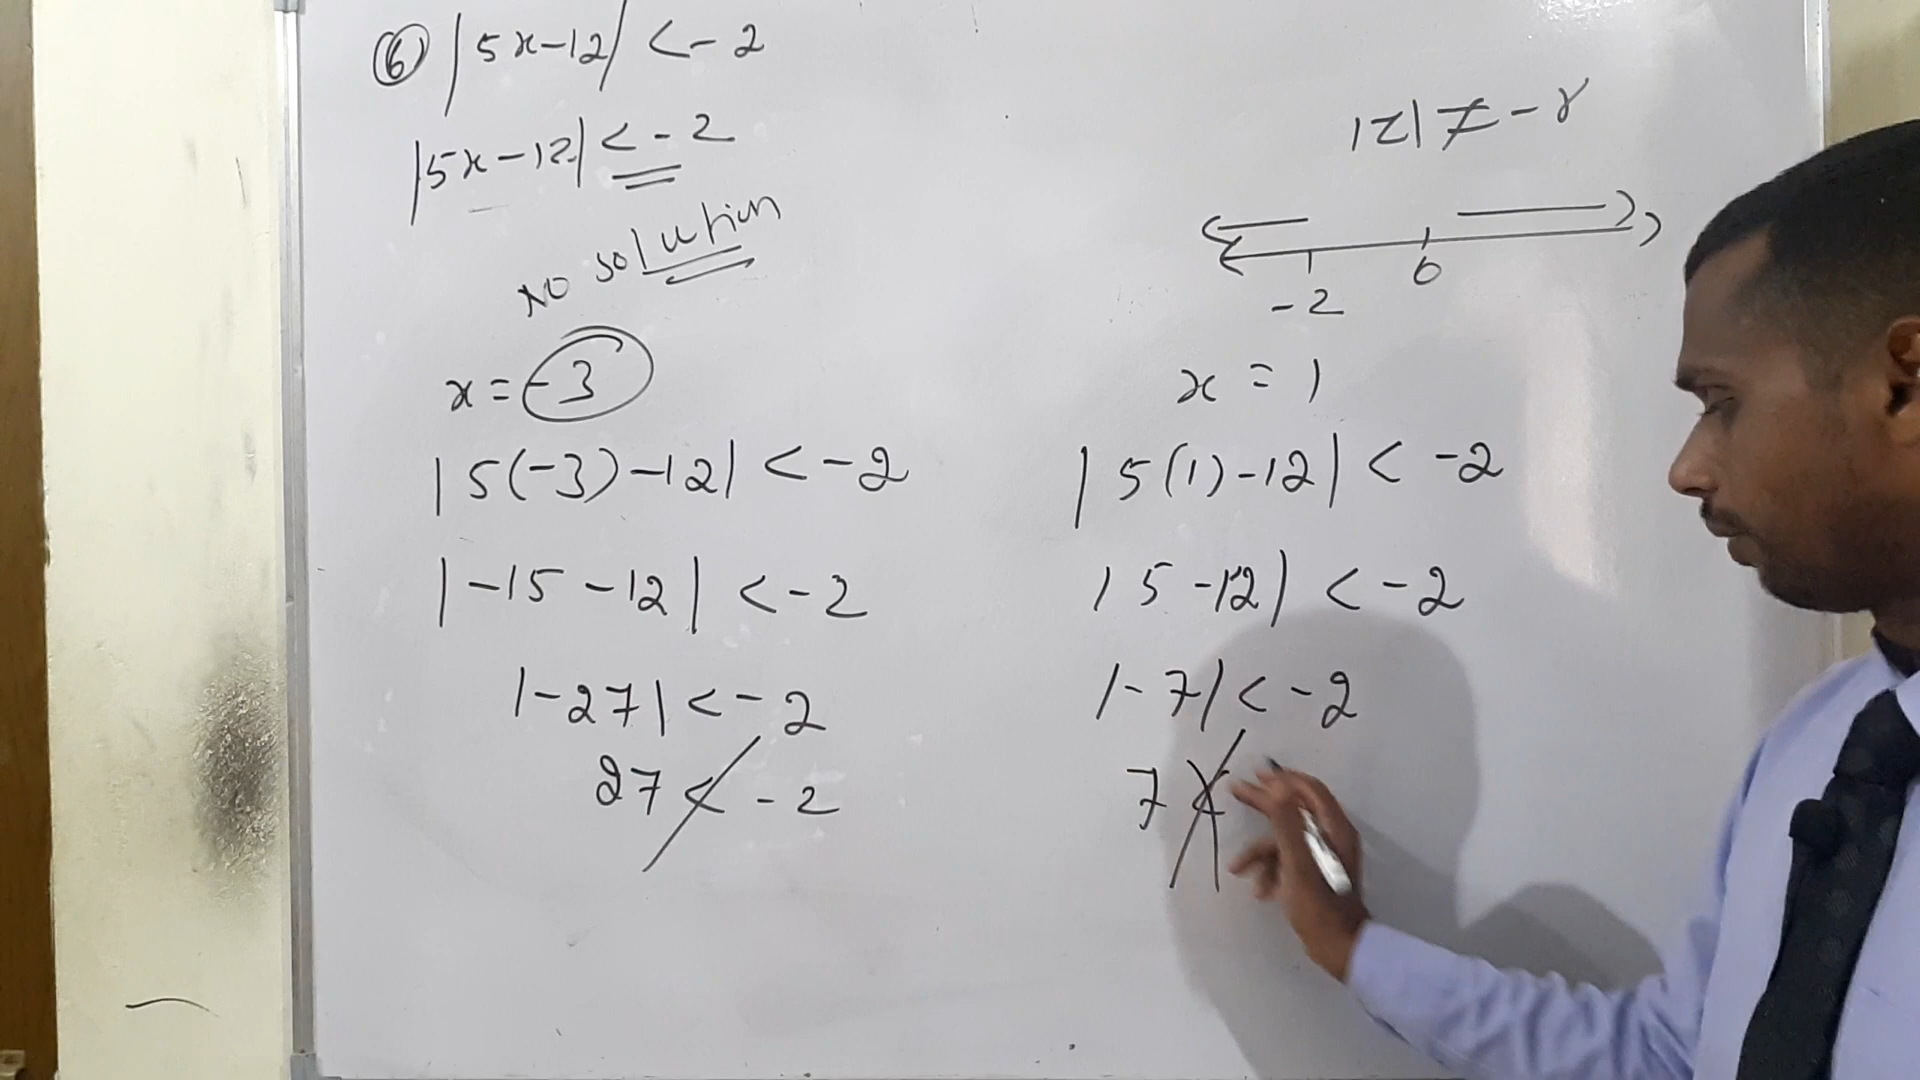 ⑥ |5x-12| < -2
|5x-12| < -2
No solution
|z| ≠ -r
-2 0
x = -3
|5(-3)-12| < -2
|-15-12| < -2
|-27| < -2
27 < -2
x = 1
|5(1)-12| < -2
|5-12| < -2
|-7| < -2
7 <